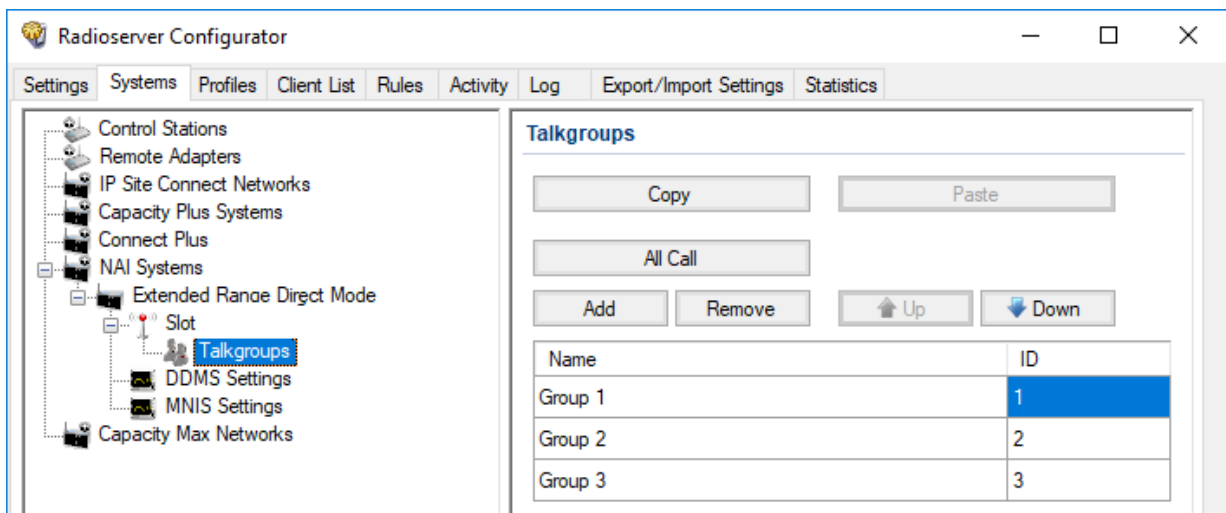 Radioserver Configurator
Settings Systems Profiles Client List Rules Activity Log Export/Import Settings Statistics
Control Stations
Remote Adapters
IP Site Connect Networks
Capacity Plus Systems
Connect Plus
NAI Systems
Extended Range Direct Mode
Slot
Talkgroups
DDMS Settings
MNIS Settings
Capacity Max Networks
Talkgroups
Copy Paste
All Call
Add Remove Up Down
Name ID
Group 1 1
Group 2 2
Group 3 3